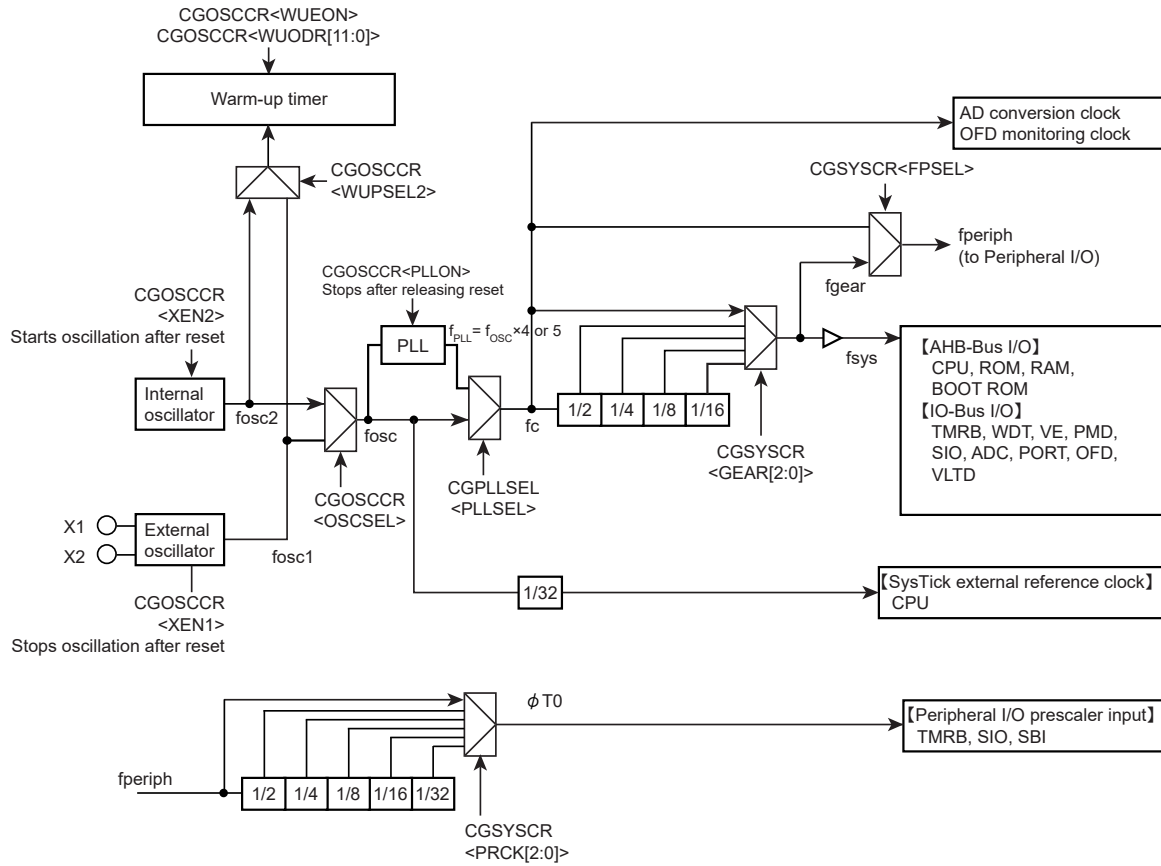 CGOSCCR<WUEON>
CGOSCCR<WUODR[11:0]>
Warm-up timer
AD conversion clock
OFD monitoring clock
CGOSCCR
<WUPSEL2>
CGSYSCR<FPSEL>
fperiph
(to Peripheral I/O)
CGOSCCR<PLLON>
Stops after releasing reset
fgear
CGOSCCR
<XEN2>
Starts oscillation after reset
PLL
fPLL= fOSC×4 or 5
fsys
【AHB-Bus I/O】
CPU, ROM, RAM,
BOOT ROM
【IO-Bus I/O】
TMRB, WDT, VE, PMD,
SIO, ADC, PORT, OFD,
VLTD
Internal
oscillator
fosc2
fosc
fc
1/2 1/4 1/8 1/16
CGSYSCR
<GEAR[2:0]>
CGOSCCR
<OSCSEL>
CGPLLSEL
<PLLSEL>
X1
X2
External
oscillator
fosc1
CGOSCCR
<XEN1>
Stops oscillation after reset
1/32
【SysTick external reference clock】
CPU
ϕT0
【Peripheral I/O prescaler input】
TMRB, SIO, SBI
fperiph
1/2 1/4 1/8 1/16 1/32
CGSYSCR
<PRCK[2:0]>